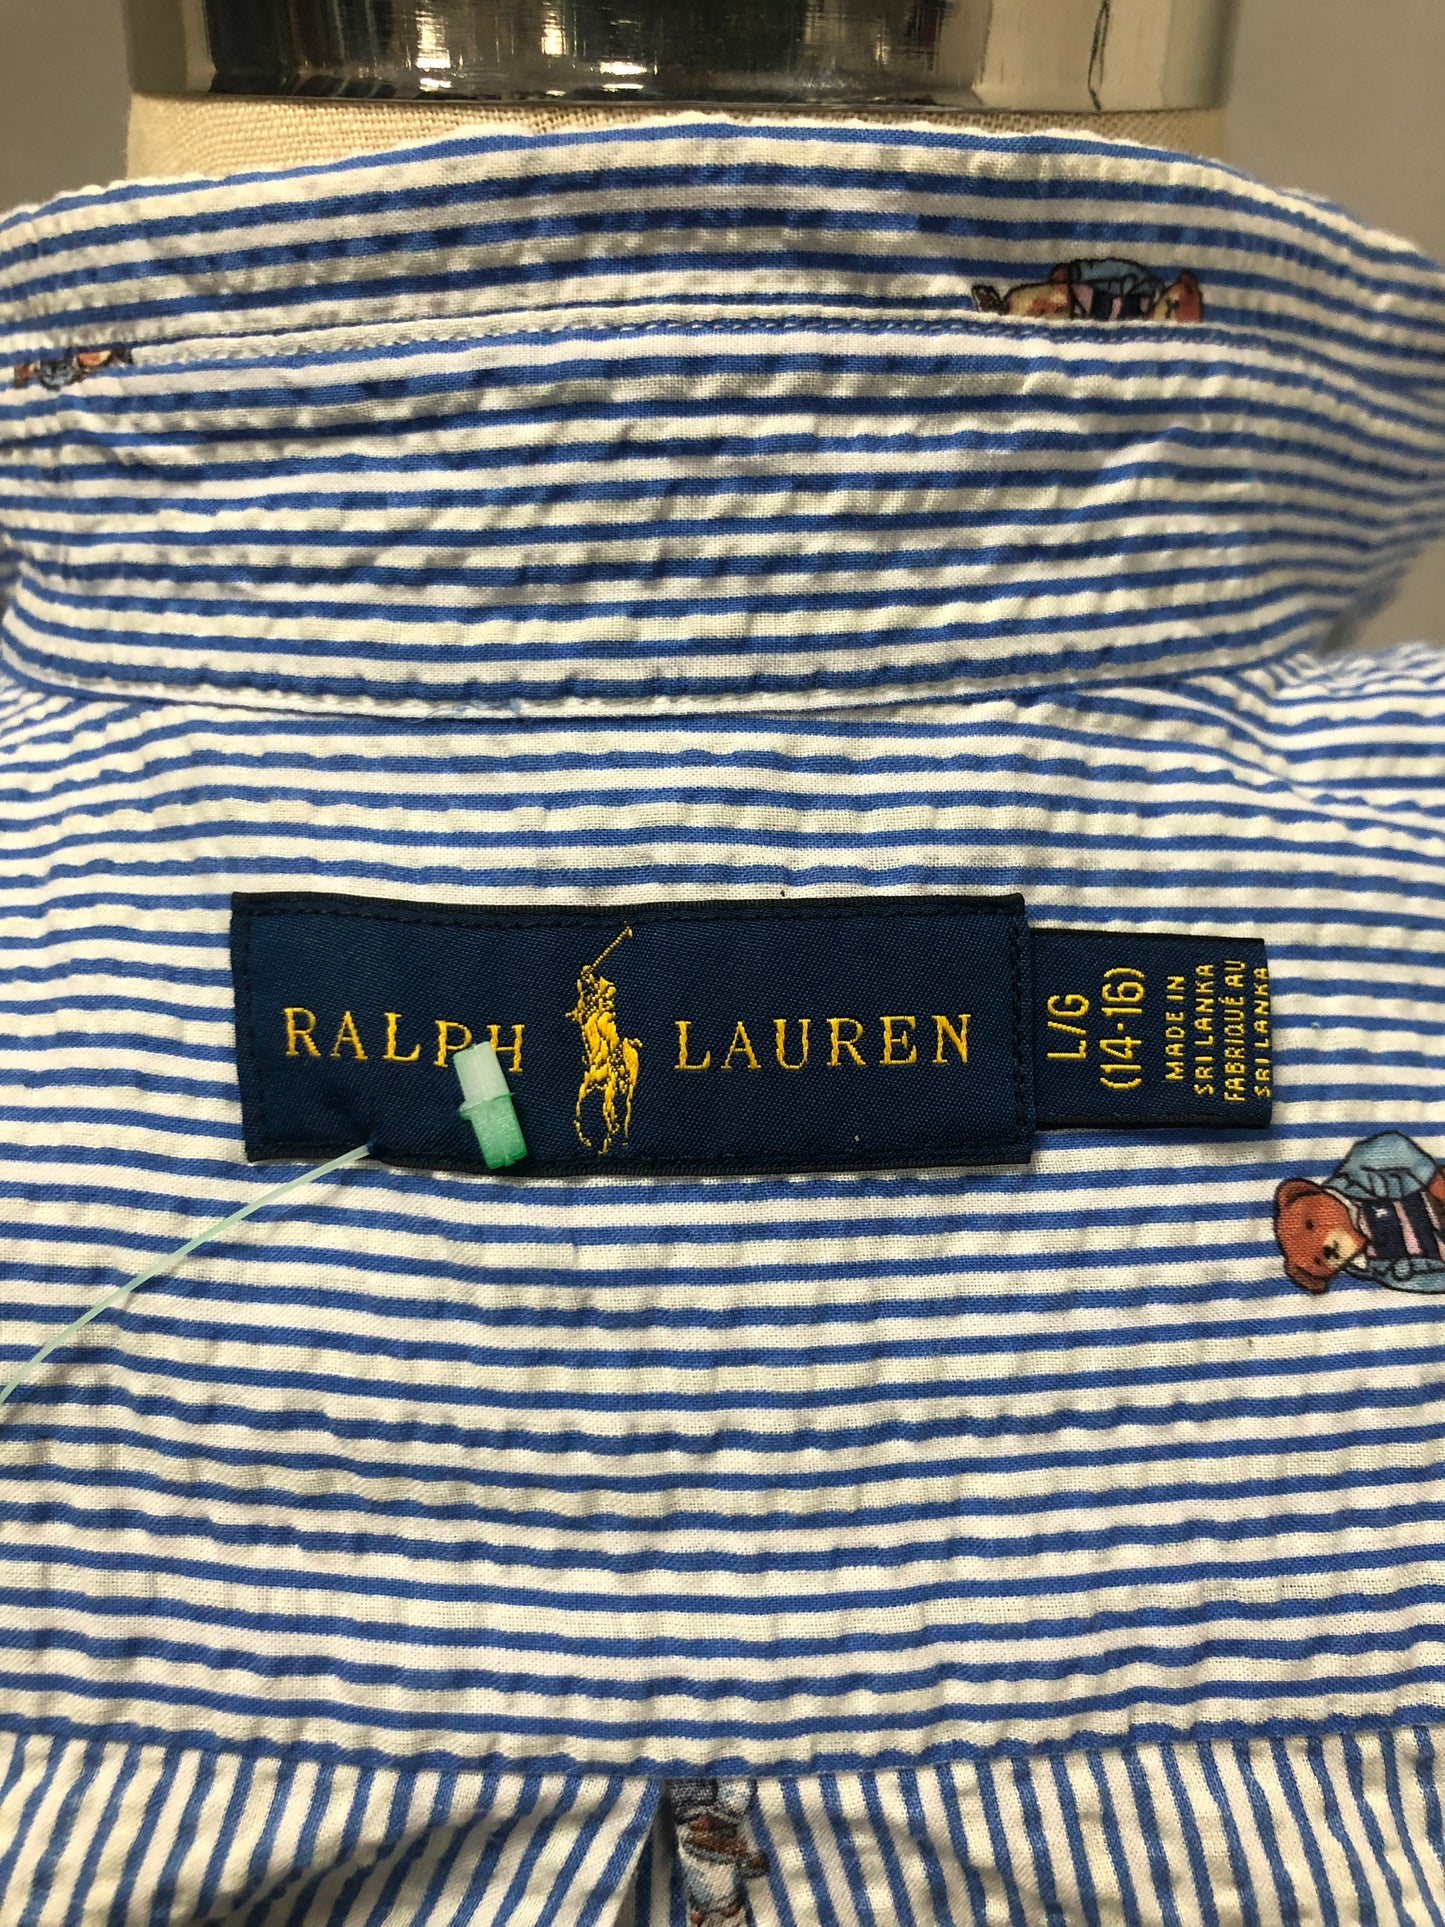 RALPH LAUREN
L/G
(14-16)
MADE IN
SRI LANKA
FABRIQUÉ AU
SRI LANKA